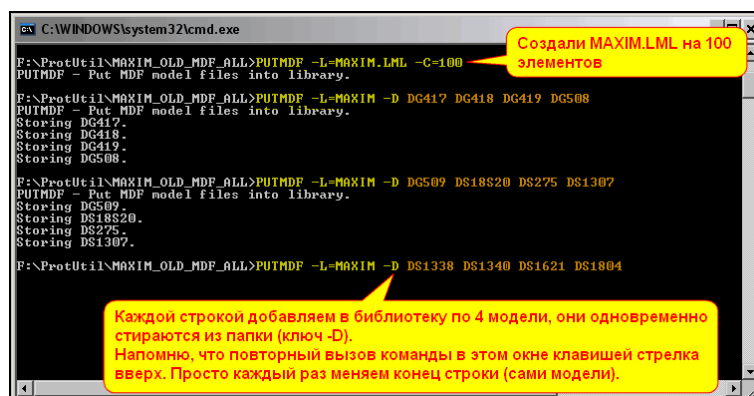 C:\WINDOWS\system32\cmd.exe
F:\ProtUtil\MAXIM_OLD_MDF_ALL>PUTMDF -L=MAXIM.LML -C=100
Создали MAXIM.LML на 100
элементов
PUTMDF - Put MDF model files into library.
F:\ProtUtil\MAXIM_OLD_MDF_ALL>PUTMDF -L=MAXIM -D DG417 DG418 DG419 DG508
PUTMDF - Put MDF model files into library.
Storing DG417.
Storing DG418.
Storing DG419.
Storing DG508.
F:\ProtUtil\MAXIM_OLD_MDF_ALL>PUTMDF -L=MAXIM -D DG509 DS18S20 DS275 DS1307
PUTMDF - Put MDF model files into library.
Storing DG509.
Storing DS18S20.
Storing DS275.
Storing DS1307.
F:\ProtUtil\MAXIM_OLD_MDF_ALL>PUTMDF -L=MAXIM -D DS1338 DS1340 DS1621 DS1804
Каждой строкой добавляем в библиотеку по 4 модели, они одновременно
стираются из папки (ключ -D).
Напомню, что повторный вызов команды в этом окне клавишей стрелка
вверх. Просто каждый раз меняем конец строки (сами модели).